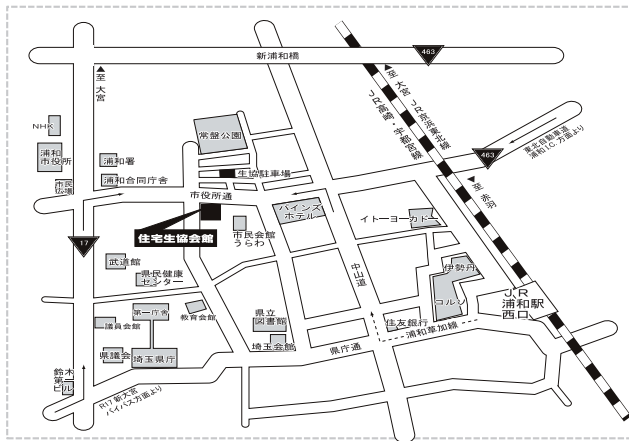 新浦和橋
463
至 大宮
至 大宮
JR京浜東北線
JR高崎・宇都宮線
NHK
浦和
市役所
市民
広場
浦和署
浦和合同庁舎
常盤公園
生協駐車場
463
東北自動車道
浦和I.C.方面より
至 赤羽
市役所通
パインズ
ホテル
イトーヨーカドー
住宅生協会館
市民会館
うらわ
17
武道館
県民健康
センター
中山道
伊勢丹
コルソ
JR
浦和駅
西口
第一庁舎
教育会館
議員会館
県立
図書館
埼玉会館
住友銀行
浦和草加線
県議会
埼玉県庁
県庁通
鈴木
第一
ビル
R17 新大宮
バイパス方面より